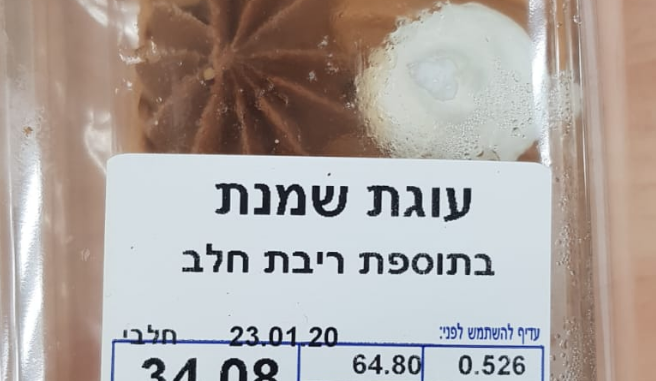 עוגת שמנת
בתוספת ריבת חלב
עדיף להשתמש לפני: 23.01.20 חלבי
0.526 64.80 34.08